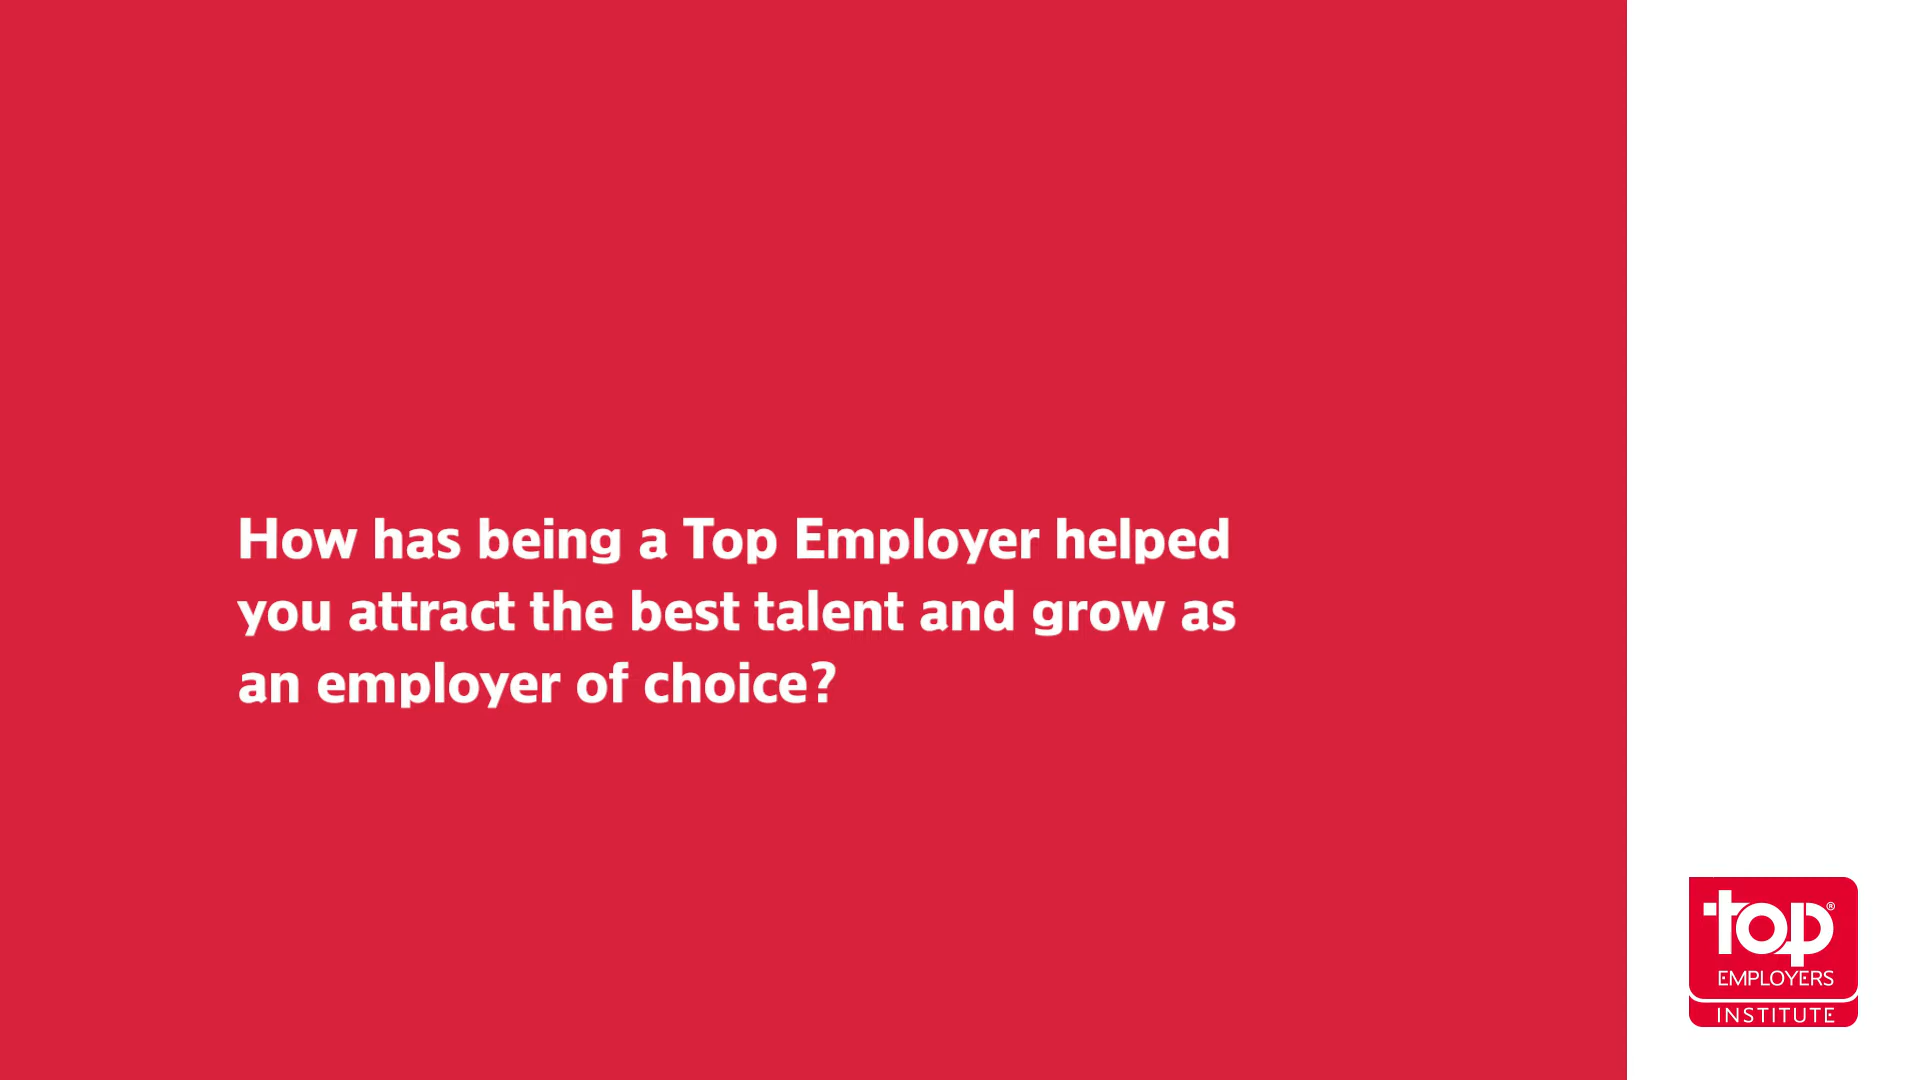 How has being a Top Employer helped
you attract the best talent and grow as
an employer of choice?
top®
EMPLOYERS
INSTITUTE